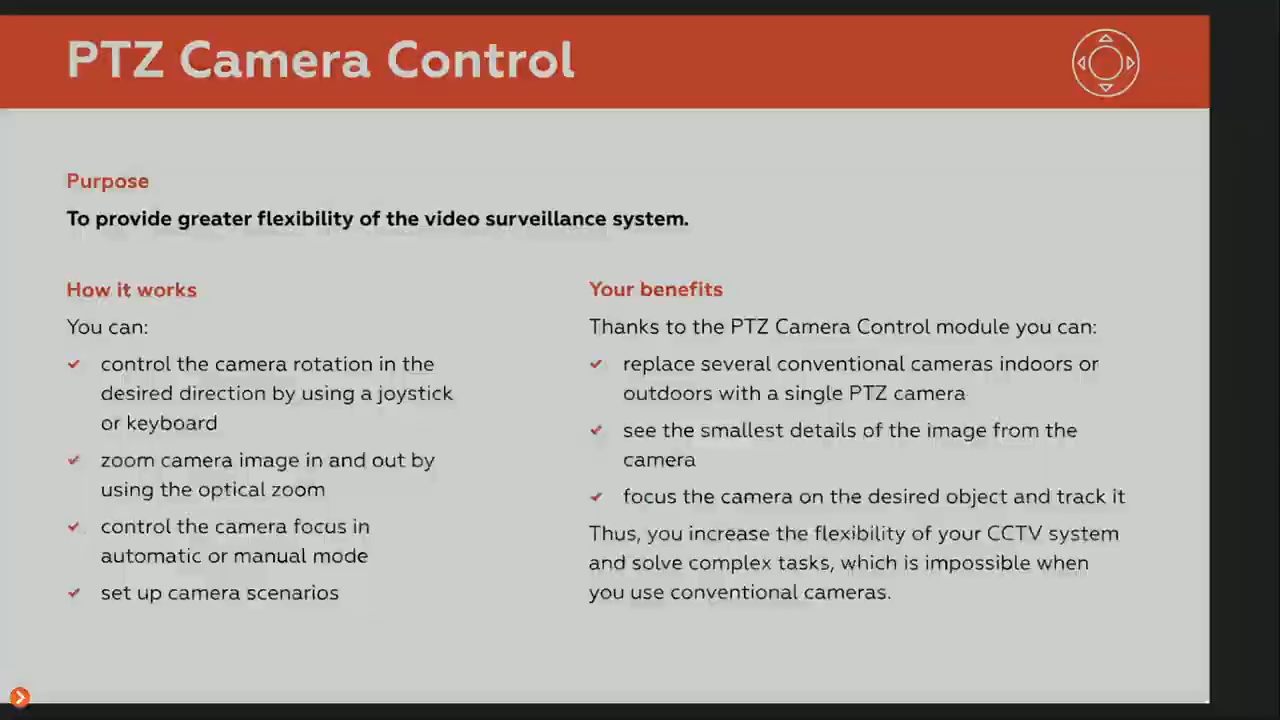 PTZ Camera Control
Purpose
To provide greater flexibility of the video surveillance system.
How it works
You can:
control the camera rotation in the
desired direction by using a joystick
or keyboard
zoom camera image in and out by
using the optical zoom
control the camera focus in
automatic or manual mode
set up camera scenarios
Your benefits
Thanks to the PTZ Camera Control module you can:
replace several conventional cameras indoors or
outdoors with a single PTZ camera
see the smallest details of the image from the
camera
focus the camera on the desired object and track it
Thus, you increase the flexibility of your CCTV system
and solve complex tasks, which is impossible when
you use conventional cameras.